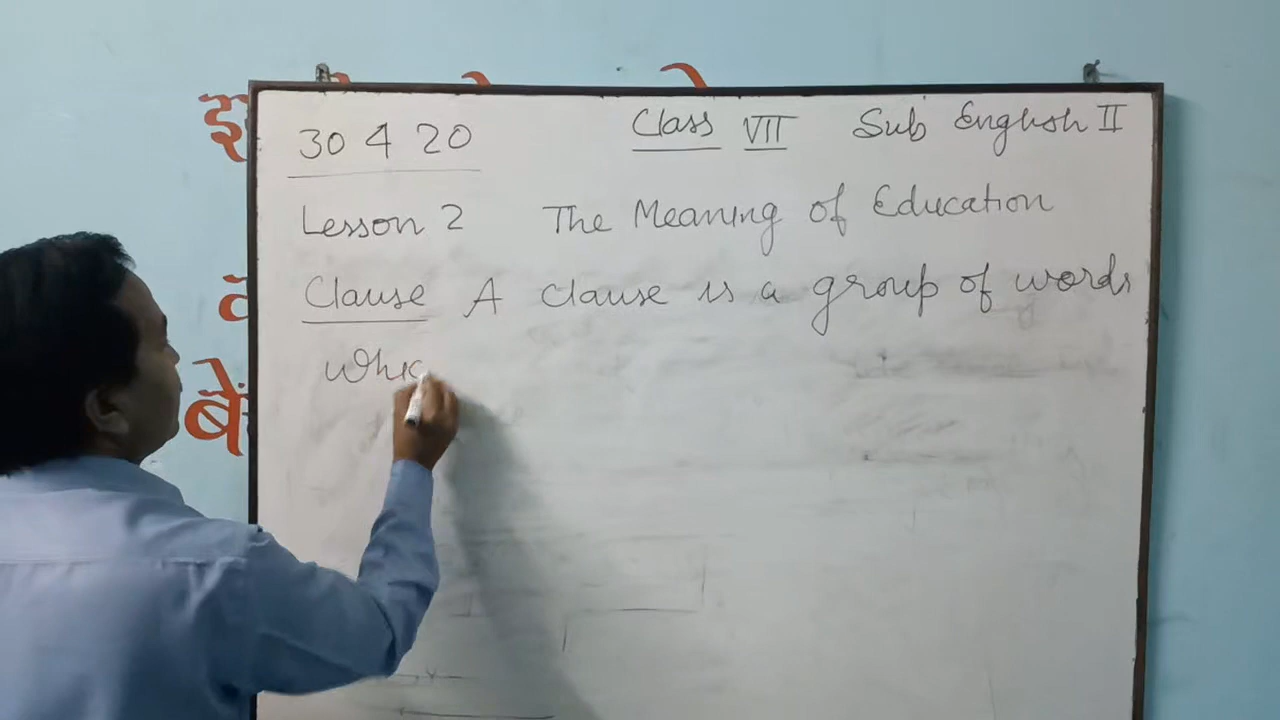 30 4 20 Class VII Sub English II
Lesson 2 The Meaning of Education
Clause A clause is a group of words
whic